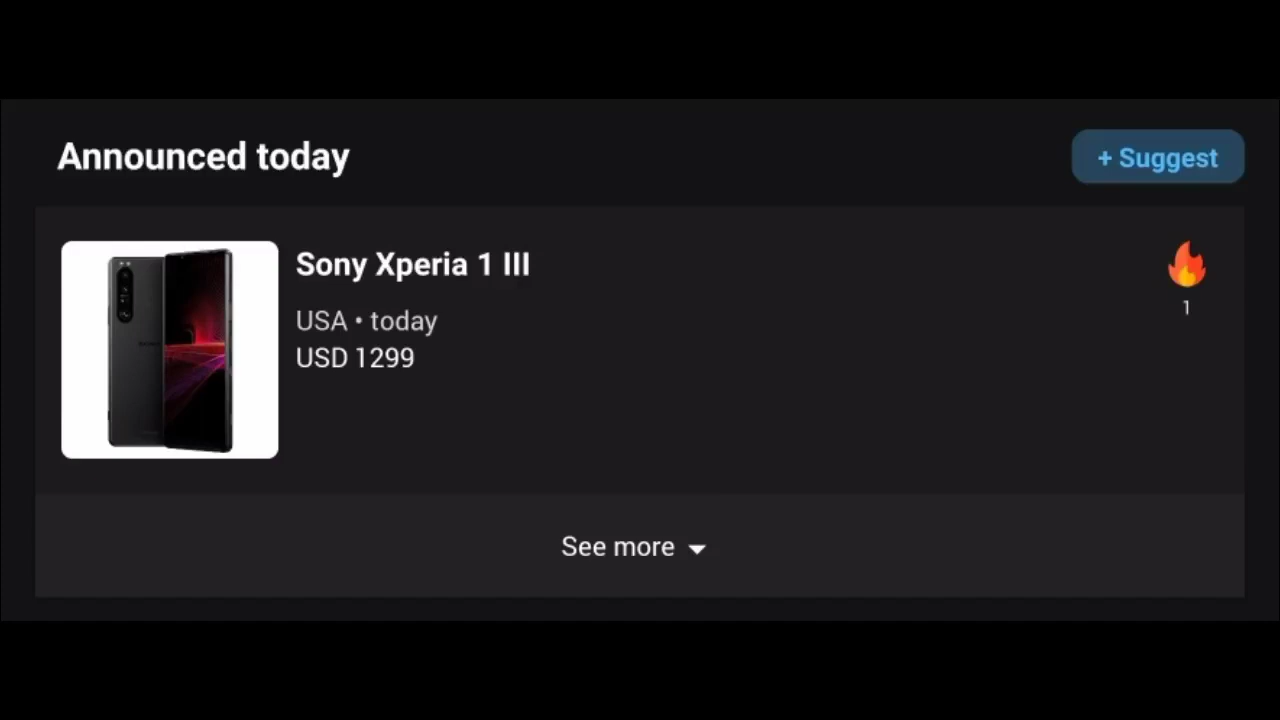 Announced today
+ Suggest
Sony Xperia 1 III
USA • today
USD 1299
1
See more